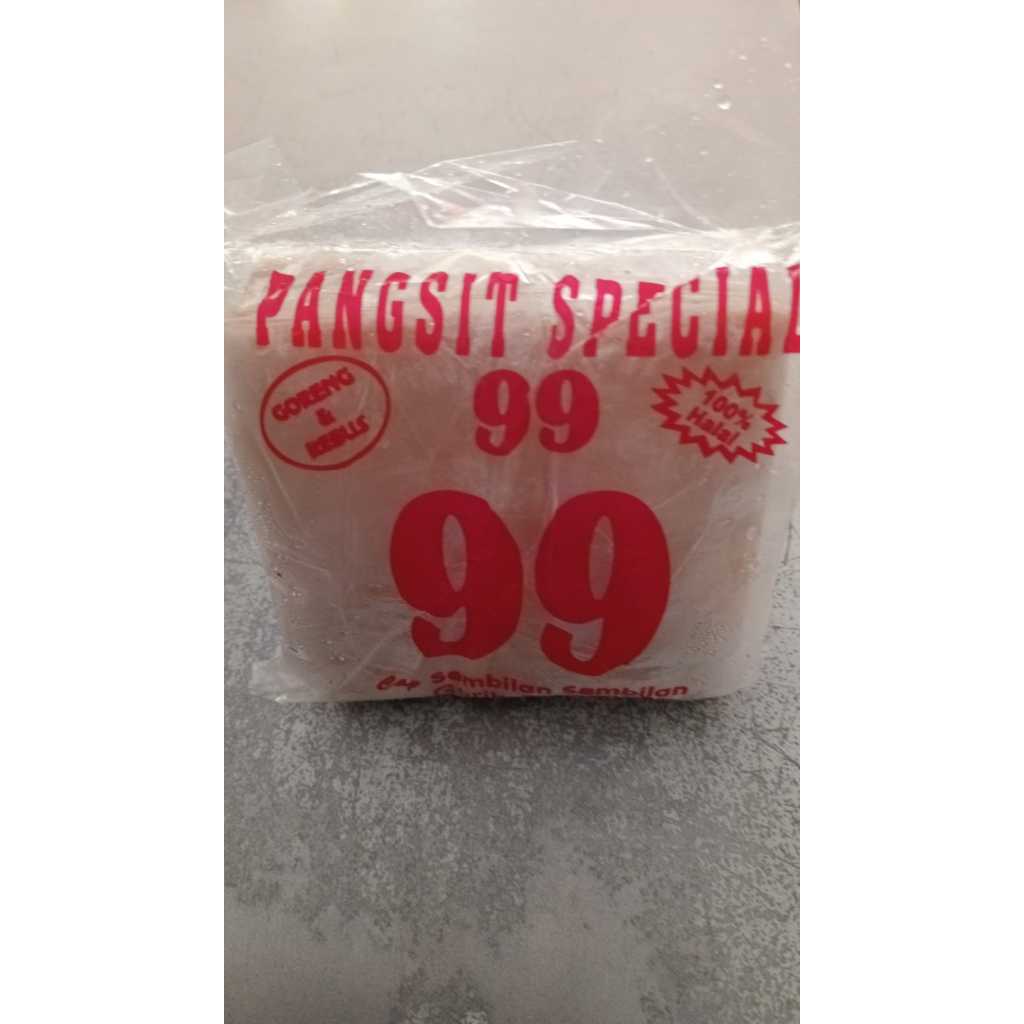 PANGSIT SPECIAL
99
GORENG
&
REBUS
100%
Halal
99
Cap sembilan sembilan